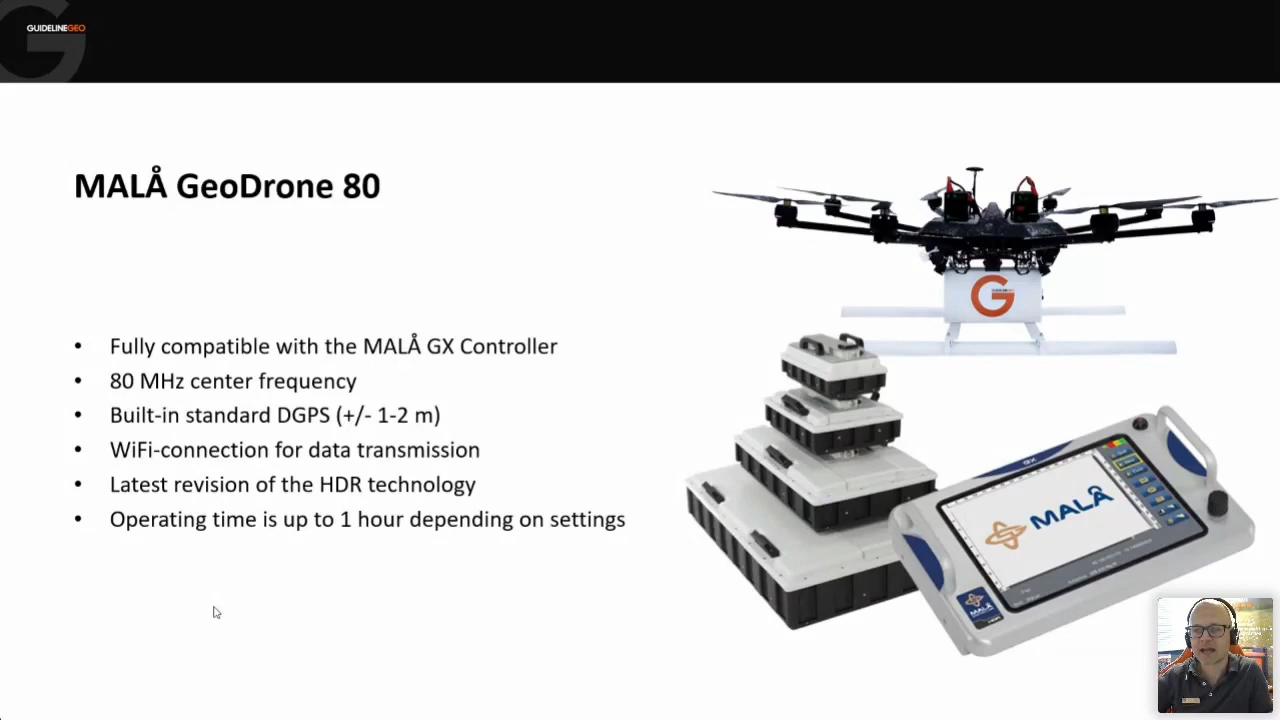 GUIDELINEGEO
MALÅ GeoDrone 80
• Fully compatible with the MALÅ GX Controller
• 80 MHz center frequency
• Built-in standard DGPS (+/- 1-2 m)
• WiFi-connection for data transmission
• Latest revision of the HDR technology
• Operating time is up to 1 hour depending on settings
G
MALÅ
MALÅ